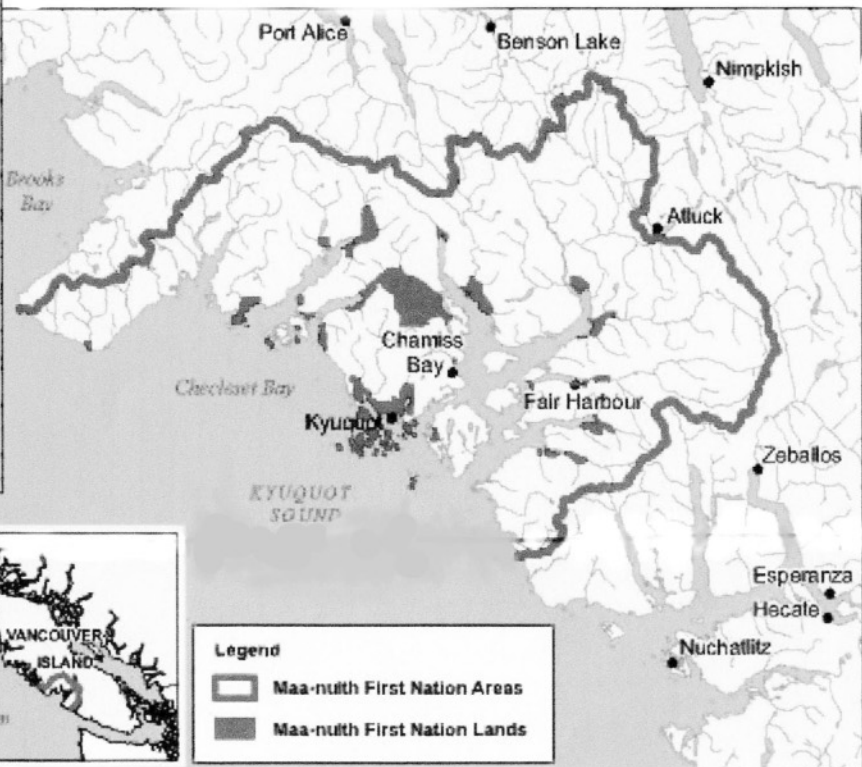 Port Alice
Benson Lake
Nimpkish
Brooks
Bay
Atluck
Chamiss
Bay
Checleset Bay
Fair Harbour
Kyuquot
Zeballos
KYUQUOT
SOUND
Esperanza
Hecate
VANCOUVER
ISLAND
Nuchatlitz
Legend
Maa-nulth First Nation Areas
Maa-nulth First Nation Lands